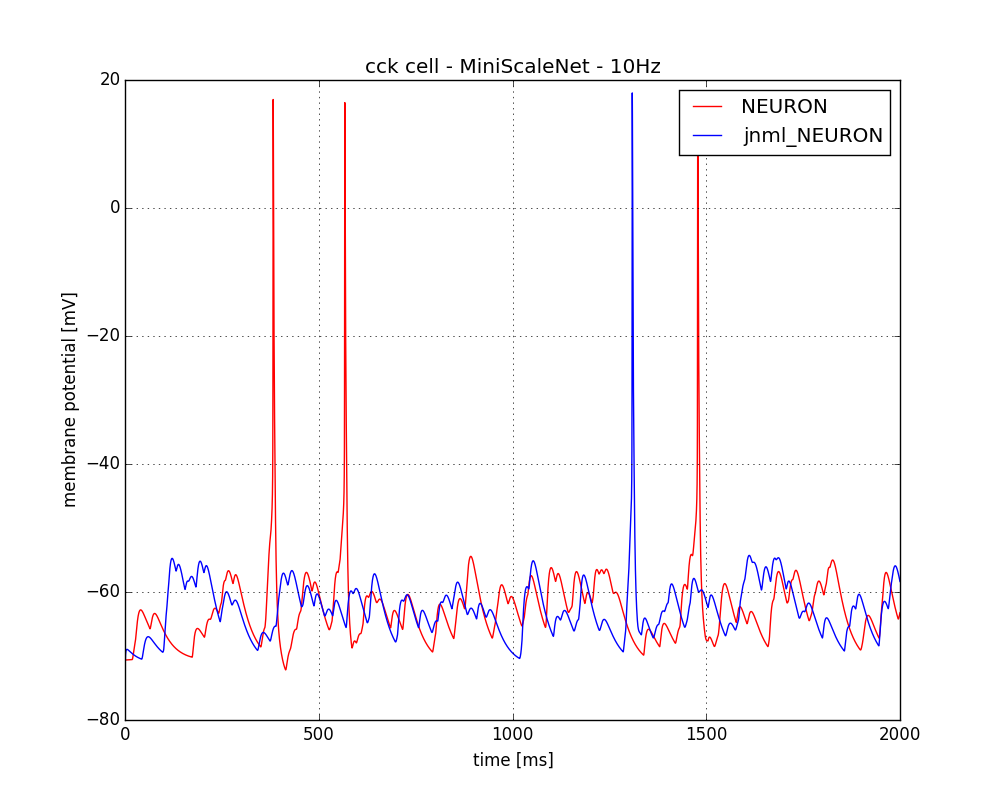 cck cell - MiniScaleNet - 10Hz
NEURON
jnml_NEURON
20
0
−20
−40
−60
−80
membrane potential [mV]
0 500 1000 1500 2000
time [ms]